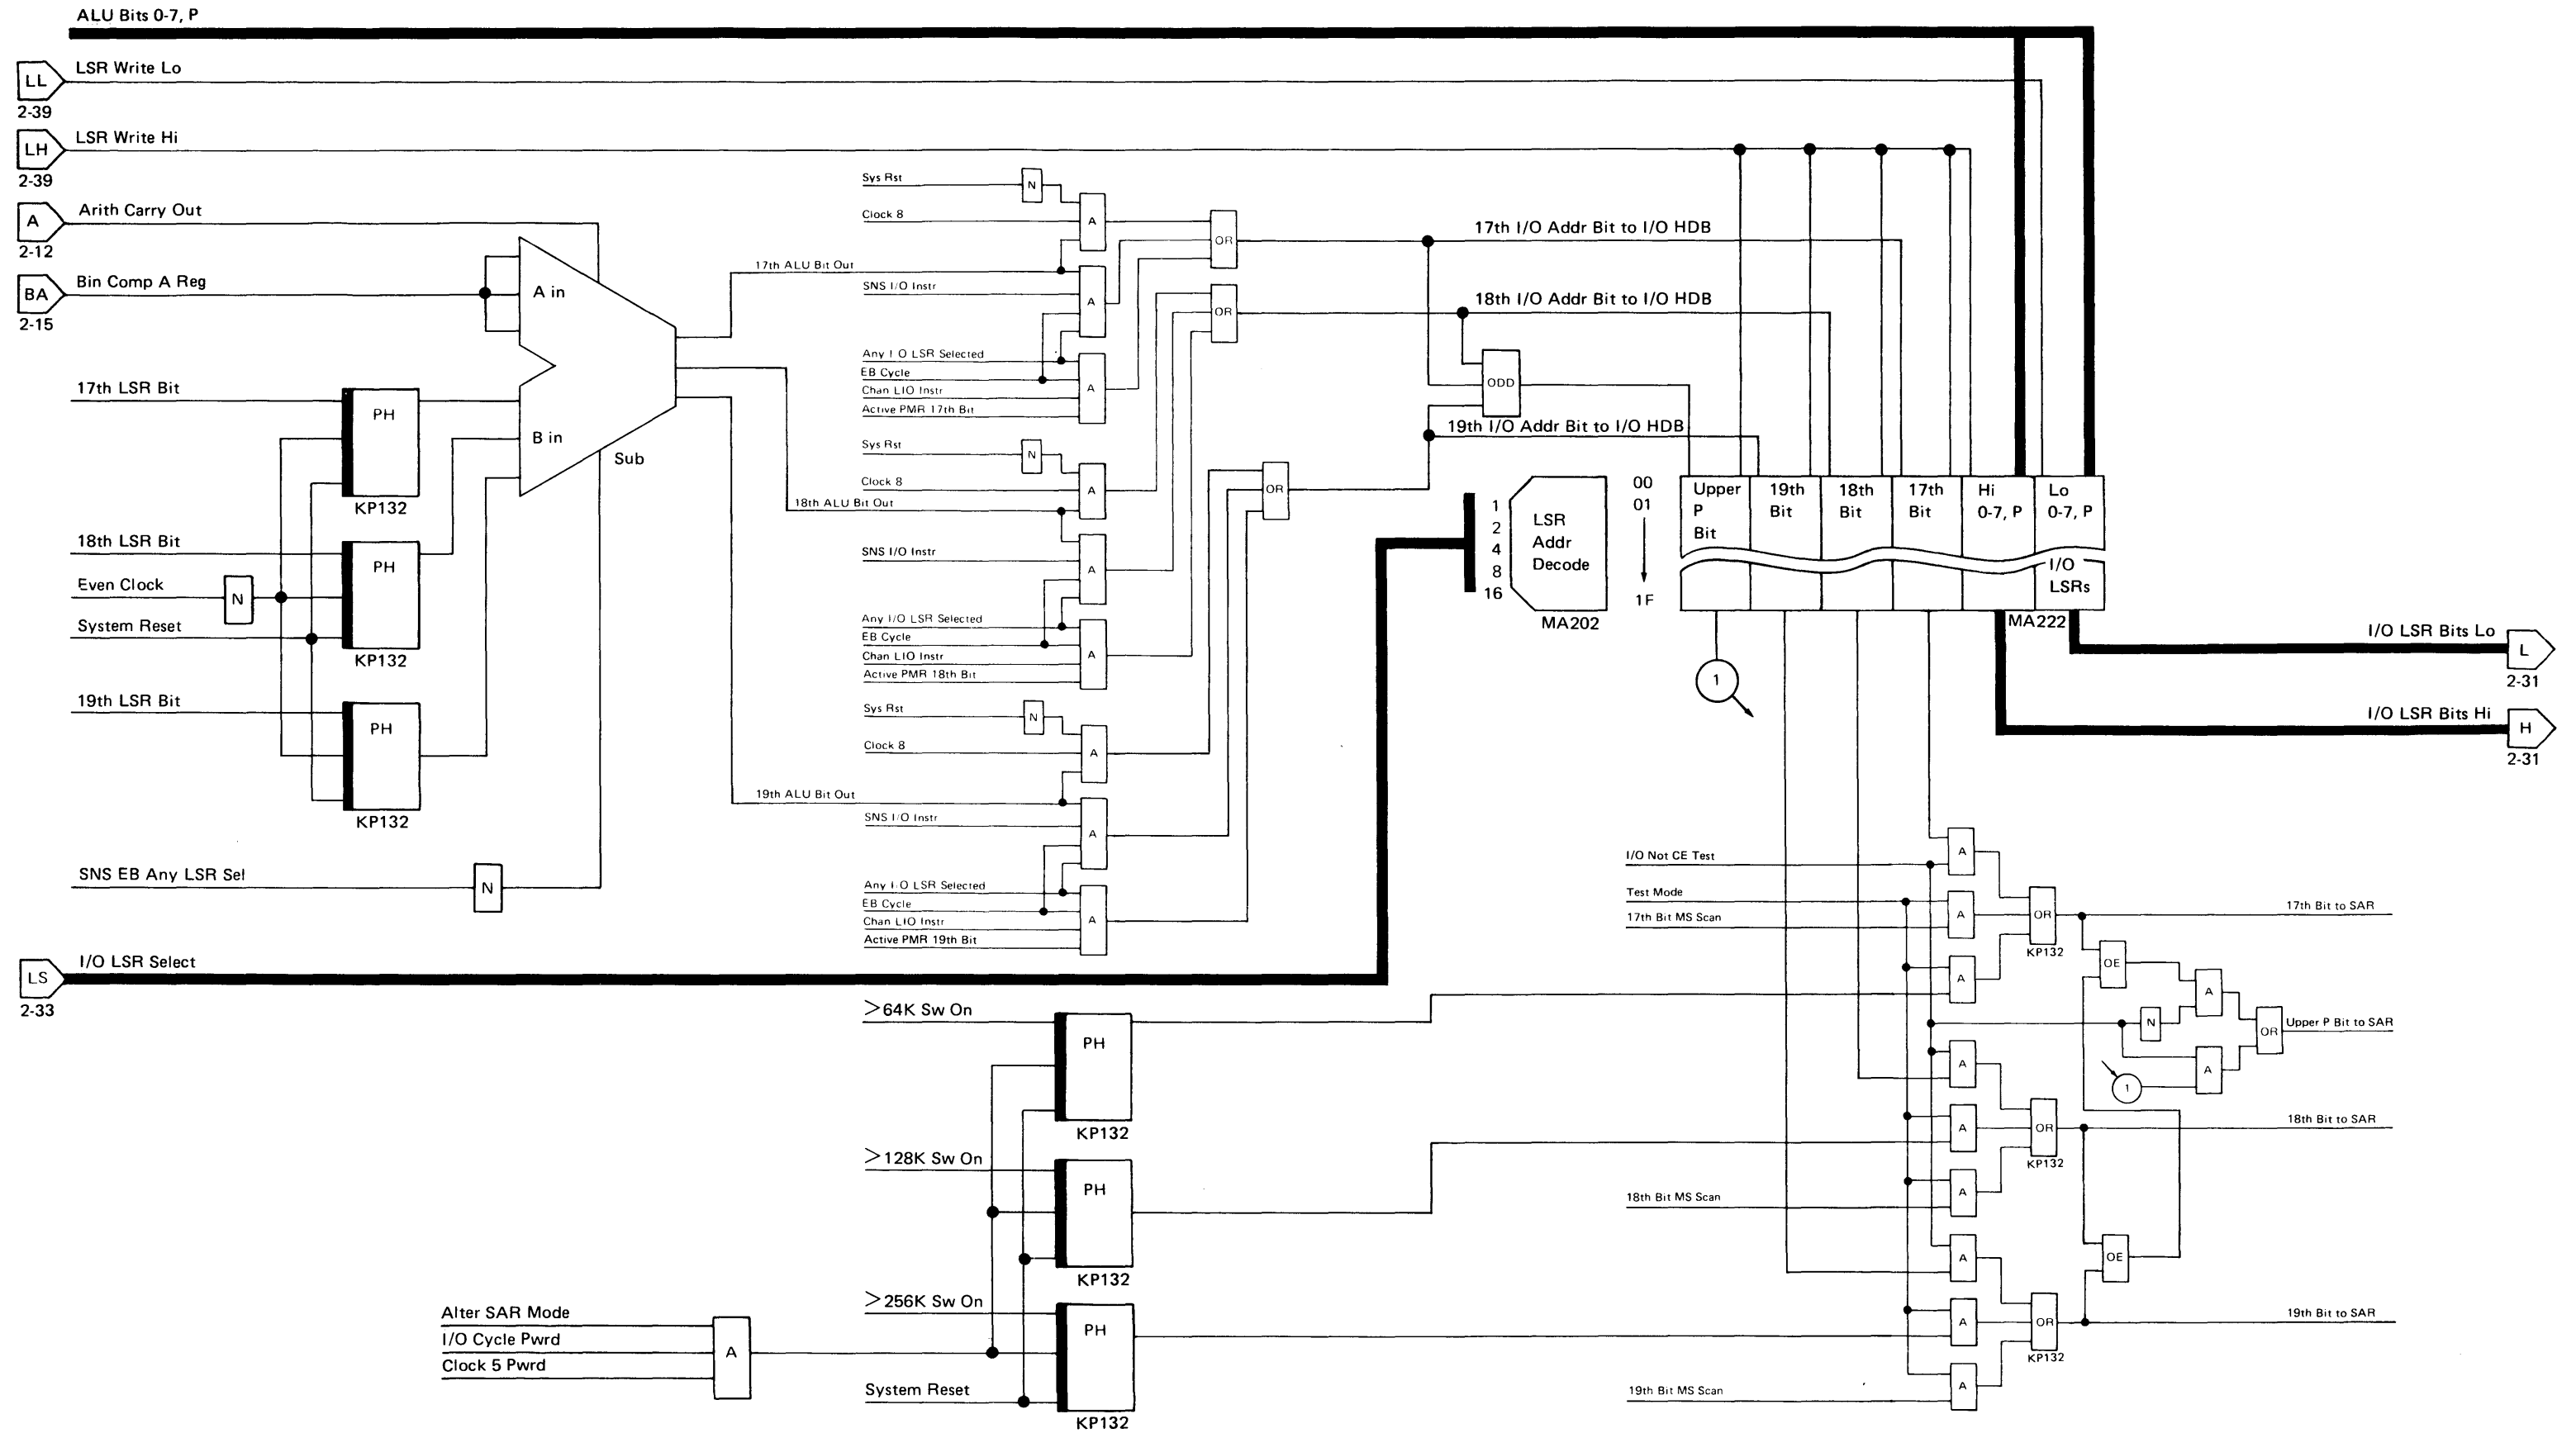 ALU Bits 0-7, P
LL
LSR Write Lo
2-39
LH
LSR Write Hi
2-39
A
Arith Carry Out
2-12
BA
Bin Comp A Reg
2-15
A in
B in
Sub
17th LSR Bit
PH
KP132
18th LSR Bit
PH
KP132
Even Clock
N
System Reset
19th LSR Bit
PH
KP132
SNS EB Any LSR Sel
N
LS
I/O LSR Select
2-33
17th ALU Bit Out
18th ALU Bit Out
19th ALU Bit Out
Sys Rst
N
Clock 8
A
OR
SNS I/O Instr
A
OR
Any I O LSR Selected
EB Cycle
Chan LIO Instr
A
Active PMR 17th Bit
Sys Rst
N
Clock 8
A
OR
SNS I/O Instr
A
Any I/O LSR Selected
EB Cycle
Chan LIO Instr
A
Active PMR 18th Bit
Sys Rst
N
Clock 8
A
SNS I/O Instr
A
Any I/O LSR Selected
EB Cycle
Chan LIO Instr
A
Active PMR 19th Bit
17th I/O Addr Bit to I/O HDB
18th I/O Addr Bit to I/O HDB
ODD
19th I/O Addr Bit to I/O HDB
1
2
4
8
16
LSR
Addr
Decode
MA202
00
01
1F
Upper
P
Bit
19th
Bit
18th
Bit
17th
Bit
Hi
0-7, P
Lo
0-7, P
I/O
LSRs
MA222
1
I/O LSR Bits Lo
L
2-31
I/O LSR Bits Hi
H
2-31
>64K Sw On
PH
KP132
>128K Sw On
PH
KP132
>256K Sw On
PH
KP132
System Reset
Alter SAR Mode
I/O Cycle Pwrd
Clock 5 Pwrd
A
I/O Not CE Test
A
Test Mode
17th Bit MS Scan
A
OR
KP132
17th Bit to SAR
A
OE
A
N
OR
Upper P Bit to SAR
A
1
A
A
OR
KP132
18th Bit to SAR
18th Bit MS Scan
A
OE
A
A
OR
KP132
19th Bit to SAR
19th Bit MS Scan
A